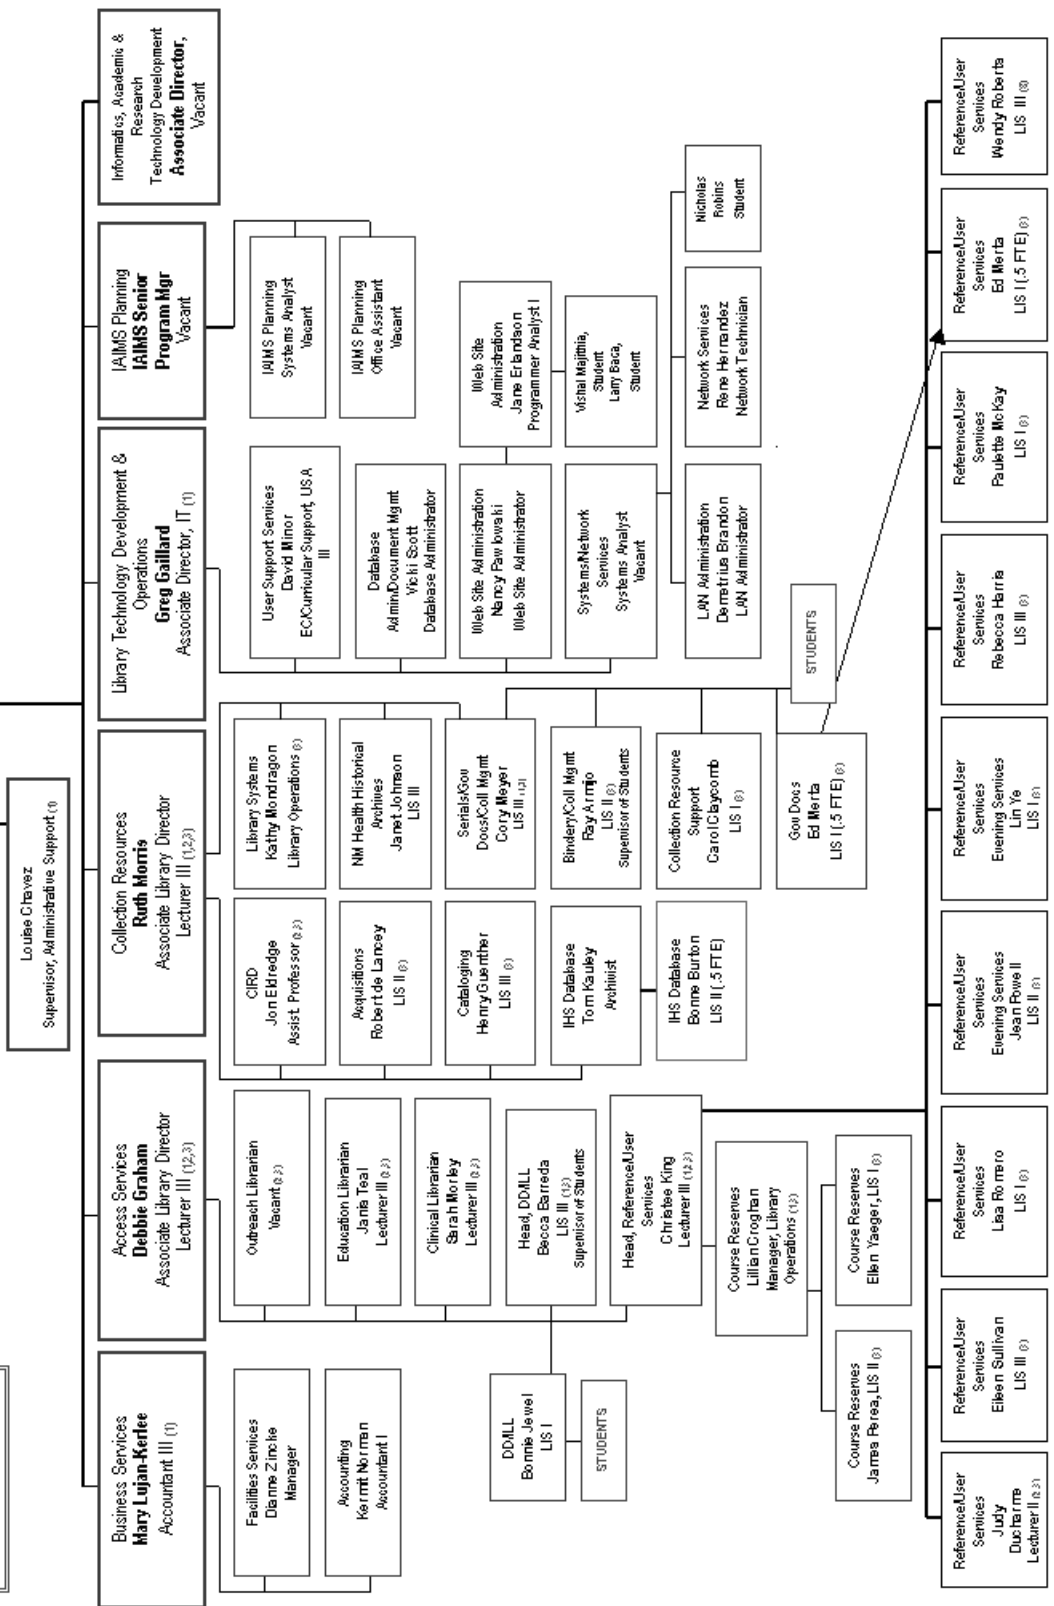 Louise Chavez
Supervisor, Administrative Support (1)
Business Services
Mary Lujan-Kerlee
Accountant III (1)
Access Services
Debbie Graham
Associate Library Director
Lecturer III (1,2,3)
Collection Resources
Ruth Morris
Associate Library Director
Lecturer III (1,2,3)
Library Technology Development &
Operations
Greg Gaillard
Associate Director, IT (1)
IAIMS Planning
IAIMS Senior
Program Mgr
Vacant
Informatics, Academic &
Research
Technology Development
Associate Director,
Vacant
Facilities Services
Dianne Zincke
Manager
Accounting
Kermit Norman
Accountant I
Outreach Librarian
Vacant (2,3)
Education Librarian
Janis Teal
Lecturer III (2,3)
Clinical Librarian
Sarah Morley
Lecturer III (2,3)
Head, DD/ILL
Becca Barreda
LIS III (1,3)
Supervisor of Students
Head, Reference/User
Services
Christee King
Lecturer III (1,2,3)
DD/ILL
Bonnie Jewel
LIS I
STUDENTS
Course Reserves
Lillian Croghan
Manager, Library
Operations (1,3)
Course Reserves
James Perea, LIS II (3)
Course Reserves
Ellen Yaeger, LIS I (3)
CIRD
Jon Eldredge
Assist. Professor (2,3)
Acquisitions
Robert de Lancey
LIS II (3)
Cataloging
Henry Guenther
LIS III (3)
IHS Database
Tom Kauley
Archivist
IHS Database
Bonne Burton
LIS II (.5 FTE)
Library Systems
Kathy Mondragon
Library Operations (3)
NM Health Historical
Archives
Janet Johnson
LIS III
Serials/Gov
Docs/Coll Mgmt
Cory Meyer
LIS III (1,3)
Bindery/Coll Mgmt
Ray Armijo
LIS II (3)
Supervisor of Students
Collection Resource
Support
Carol Claycomb
LIS I (3)
Gov Docs
Ed Merta
LIS I (.5 FTE) (3)
STUDENTS
User Support Services
David Minor
EC/Curricular Support, USA
III
Database
Admin/Document Mgmt
Vicki Scott
Database Administrator
Web Site Administration
Nancy Pawlowski
Web Site Administrator
Systems/Network
Services
Systems Analyst
Vacant
LAN Administration
Demetrius Brandon
LAN Administrator
Web Site
Administration
Jane Erlandson
Programmer Analyst I
Vishal Majithia,
Student
Larry Baca,
Student
Network Services
Rene Hernandez
Network Technician
Nicholas
Robins
Student
IAIMS Planning
Systems Analyst
Vacant
IAIMS Planning
Office Assistant
Vacant
Reference/User
Services
Judy
Ducharme
Lecturer II (2,3)
Reference/User
Services
Eileen Sullivan
LIS III (3)
Reference/User
Services
Lisa Romero
LIS I (3)
Reference/User
Services
Evening Services
Jean Powell
LIS II (3)
Reference/User
Services
Evening Services
Lin Ye
LIS I (3)
Reference/User
Services
Rebecca Harris
LIS III (3)
Reference/User
Services
Paulette McKay
LIS I (3)
Reference/User
Services
Ed Merta
LIS I (.5 FTE) (3)
Reference/User
Services
Wendy Roberts
LIS III (3)